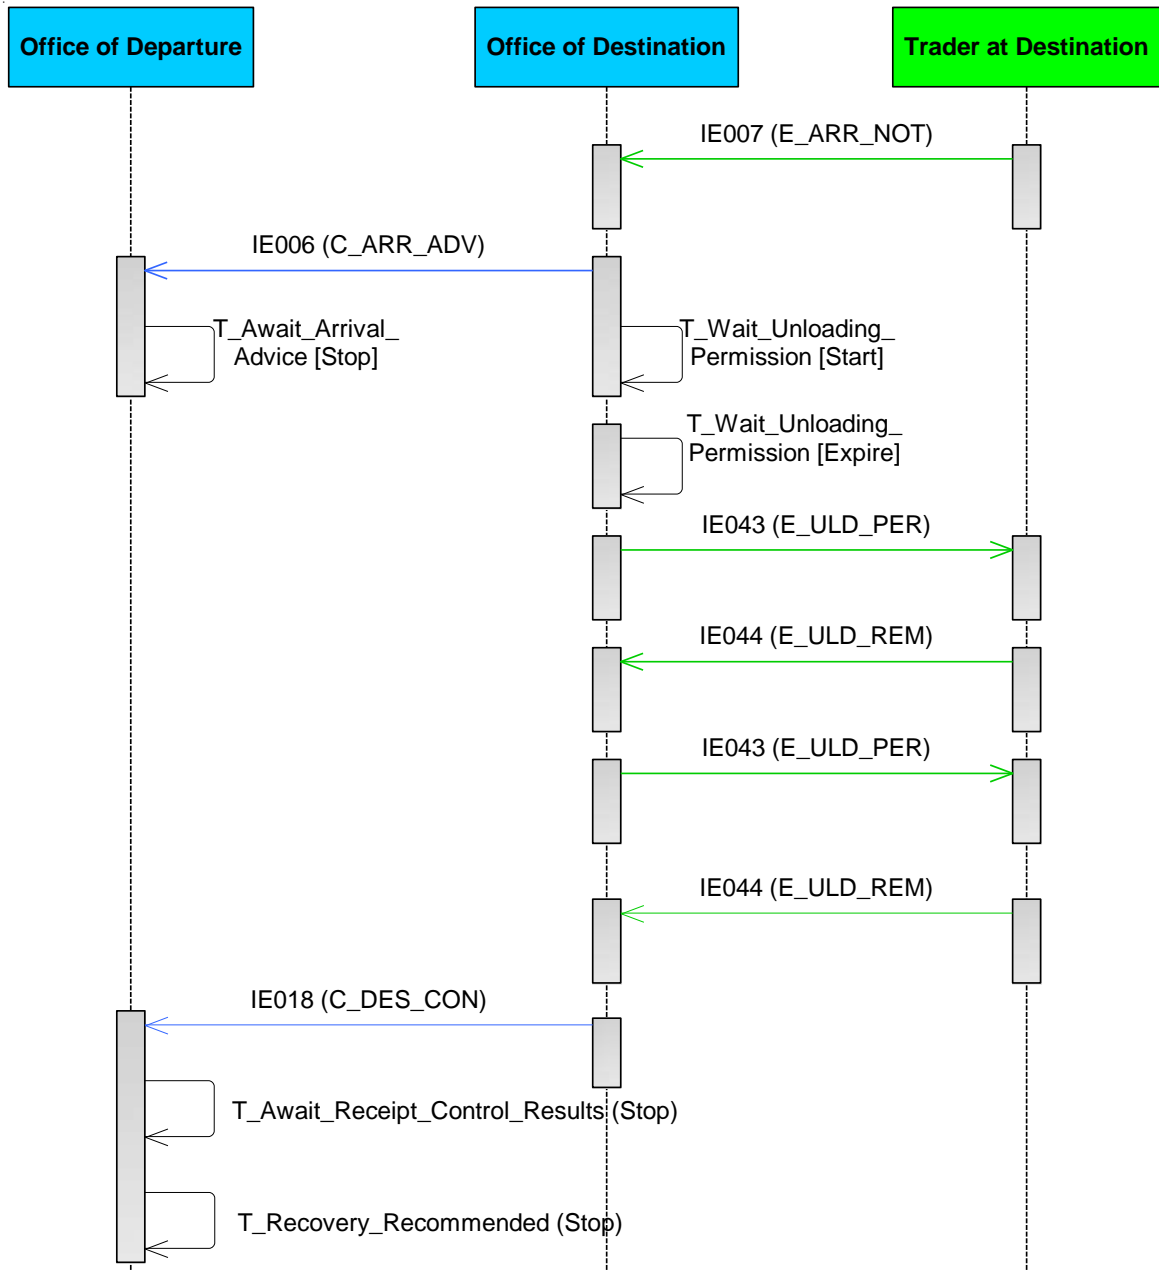 Office of Departure
Office of Destination
Trader at Destination
IE007 (E_ARR_NOT)
IE006 (C_ARR_ADV)
T_Await_Arrival_
Advice [Stop]
T_Wait_Unloading_
Permission [Start]
T_Wait_Unloading_
Permission [Expire]
IE043 (E_ULD_PER)
IE044 (E_ULD_REM)
IE043 (E_ULD_PER)
IE044 (E_ULD_REM)
IE018 (C_DES_CON)
T_Await_Receipt_Control_Results (Stop)
T_Recovery_Recommended (Stop)